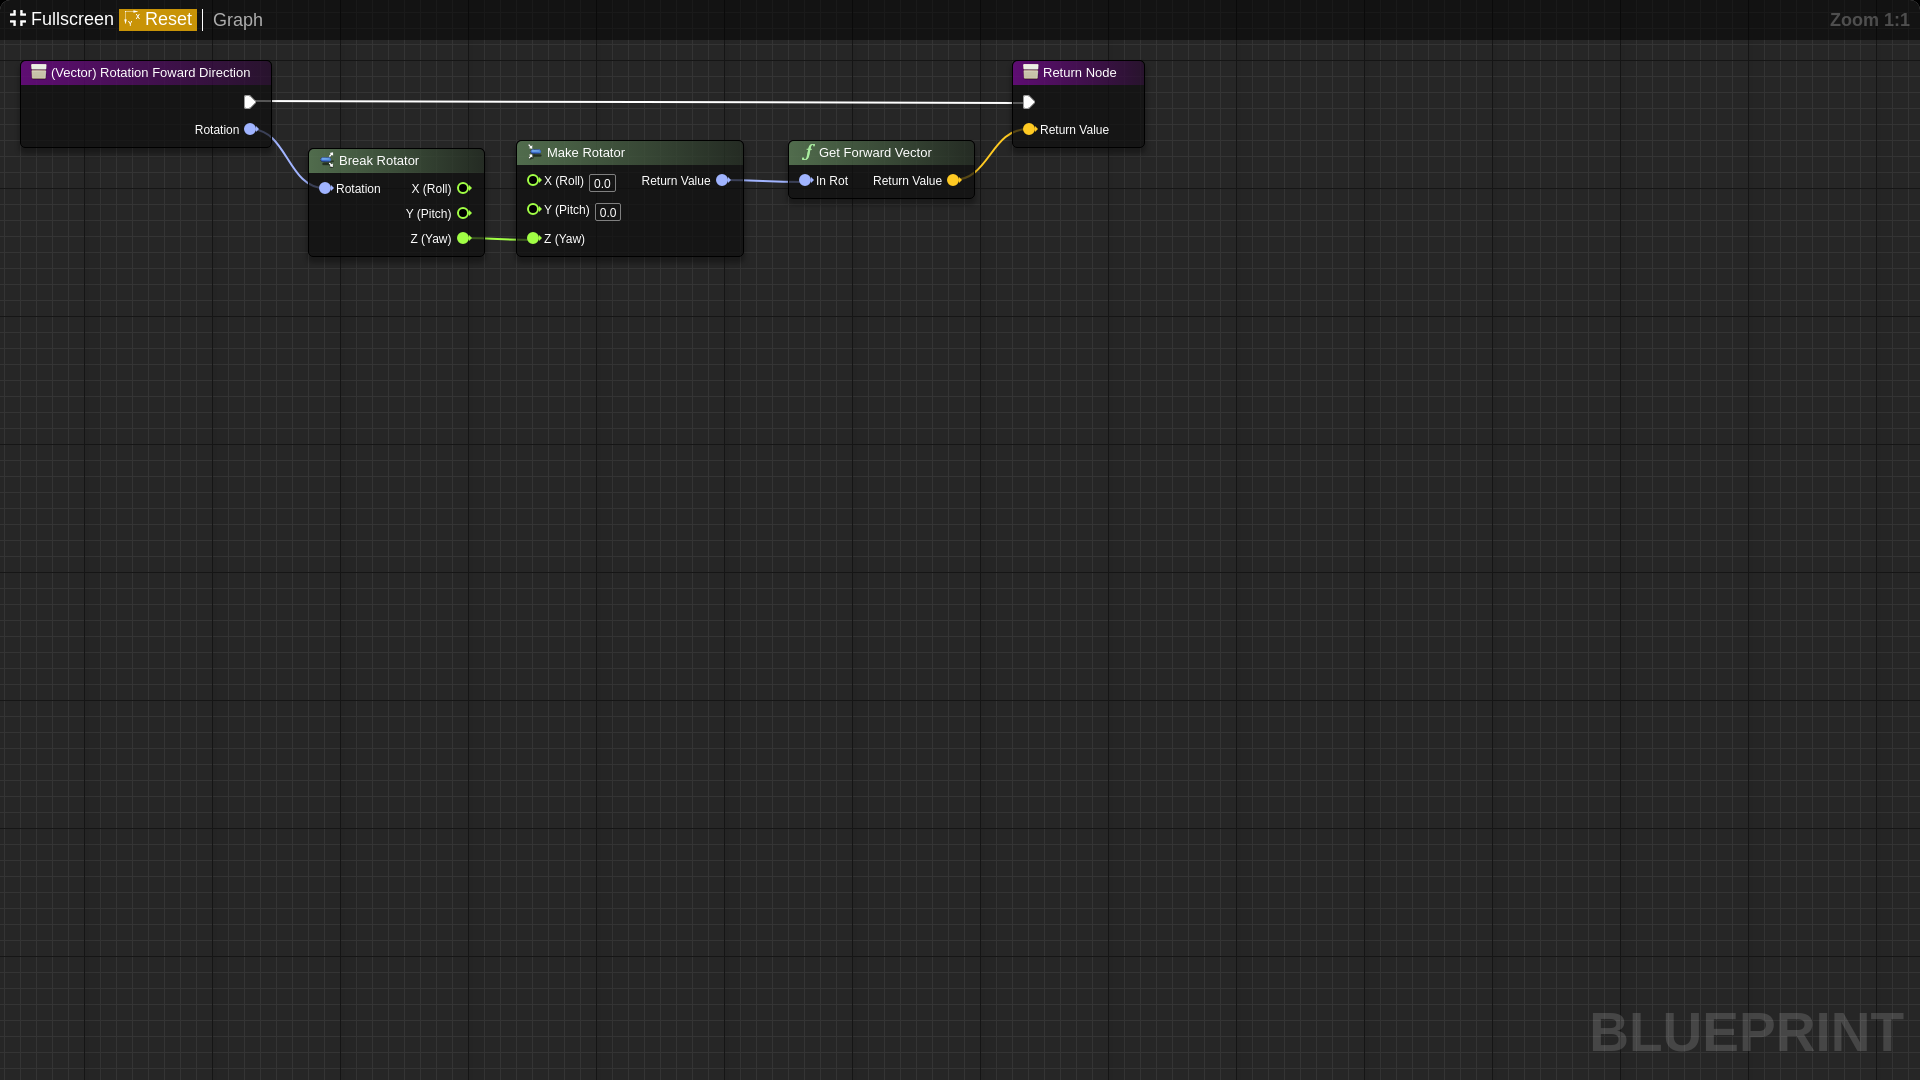 Fullscreen Reset Graph
Zoom 1:1
(Vector) Rotation Foward Direction
Rotation
Break Rotator
Rotation X (Roll)
Y (Pitch)
Z (Yaw)
Make Rotator
X (Roll) 0.0 Return Value
Y (Pitch) 0.0
Z (Yaw)
Get Forward Vector
In Rot Return Value
Return Node
Return Value
BLUEPRINT